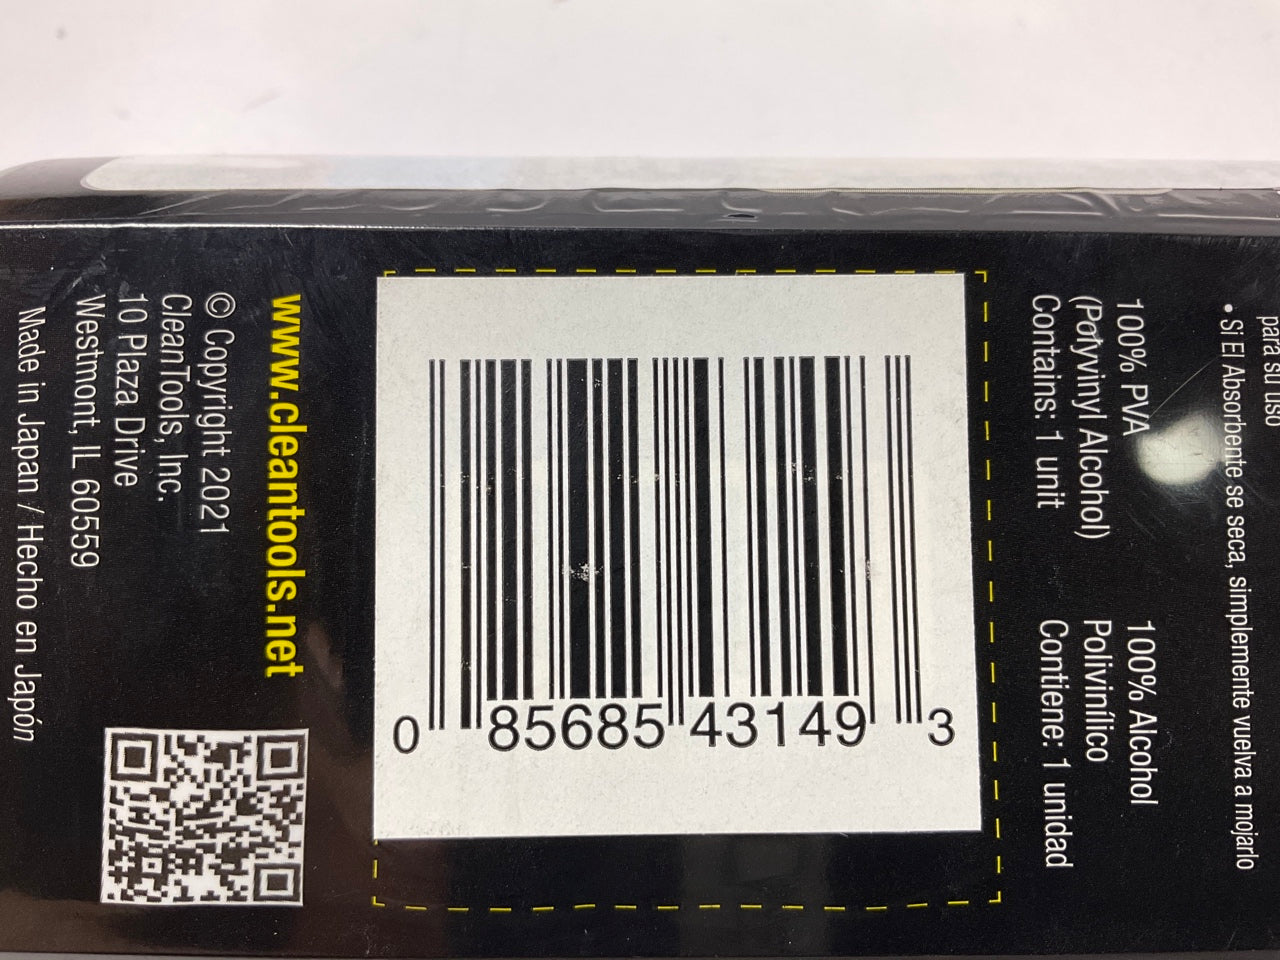 para su uso
• Si El Absorbente se seca, simplemente vuelva a mojarlo
100% PVA
(Polyvinyl Alcohol)
Contains: 1 unit
100% Alcohol
Polivinílico
Contiene: 1 unidad
0 85685 43149 3
www.cleantools.net
© Copyright 2021
CleanTools, Inc.
10 Plaza Drive
Westmont, IL 60559
Made in Japan / Hecho en Japón